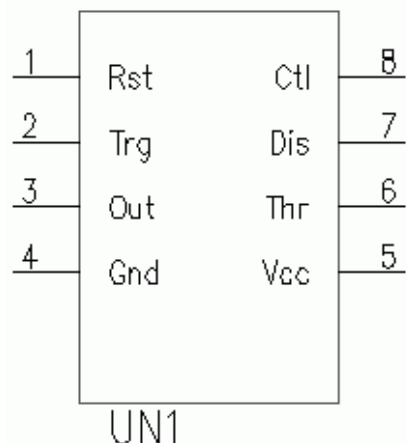 1 Rst Ctl 8
2 Trg Dis 7
3 Out Thr 6
4 Gnd Vcc 5
UN1